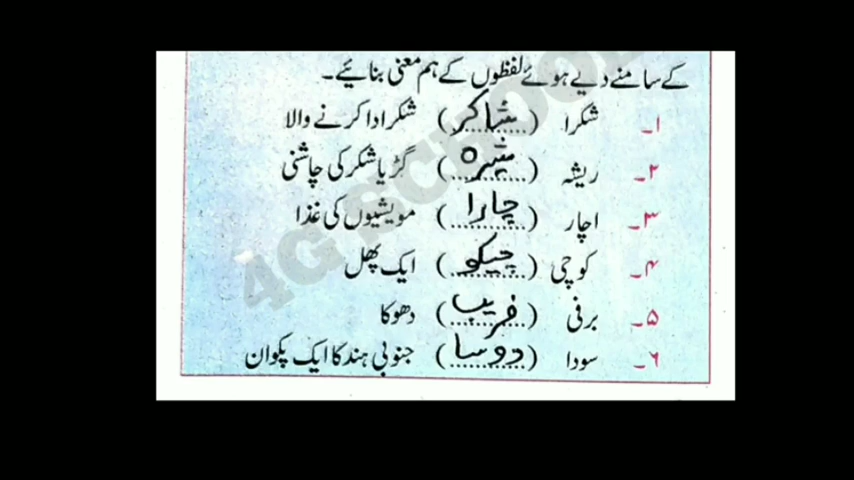 کے سامنے دیے ہوئے لفظوں کے ہم معنی بنائیے۔
۱۔ شکرا (شاکر) شکر ادا کرنے والا
۲۔ ریشہ (شیرہ) گڑ یا شکر کی چاشنی
۳۔ اچار (چارا) مویشیوں کی غذا
۴۔ کوچی (چیکو) ایک پھل
۵۔ برفی (فریب) دھوکا
۶۔ سودا (دوسا) جنوبی ہند کا ایک پکوان
4G SCHOOL